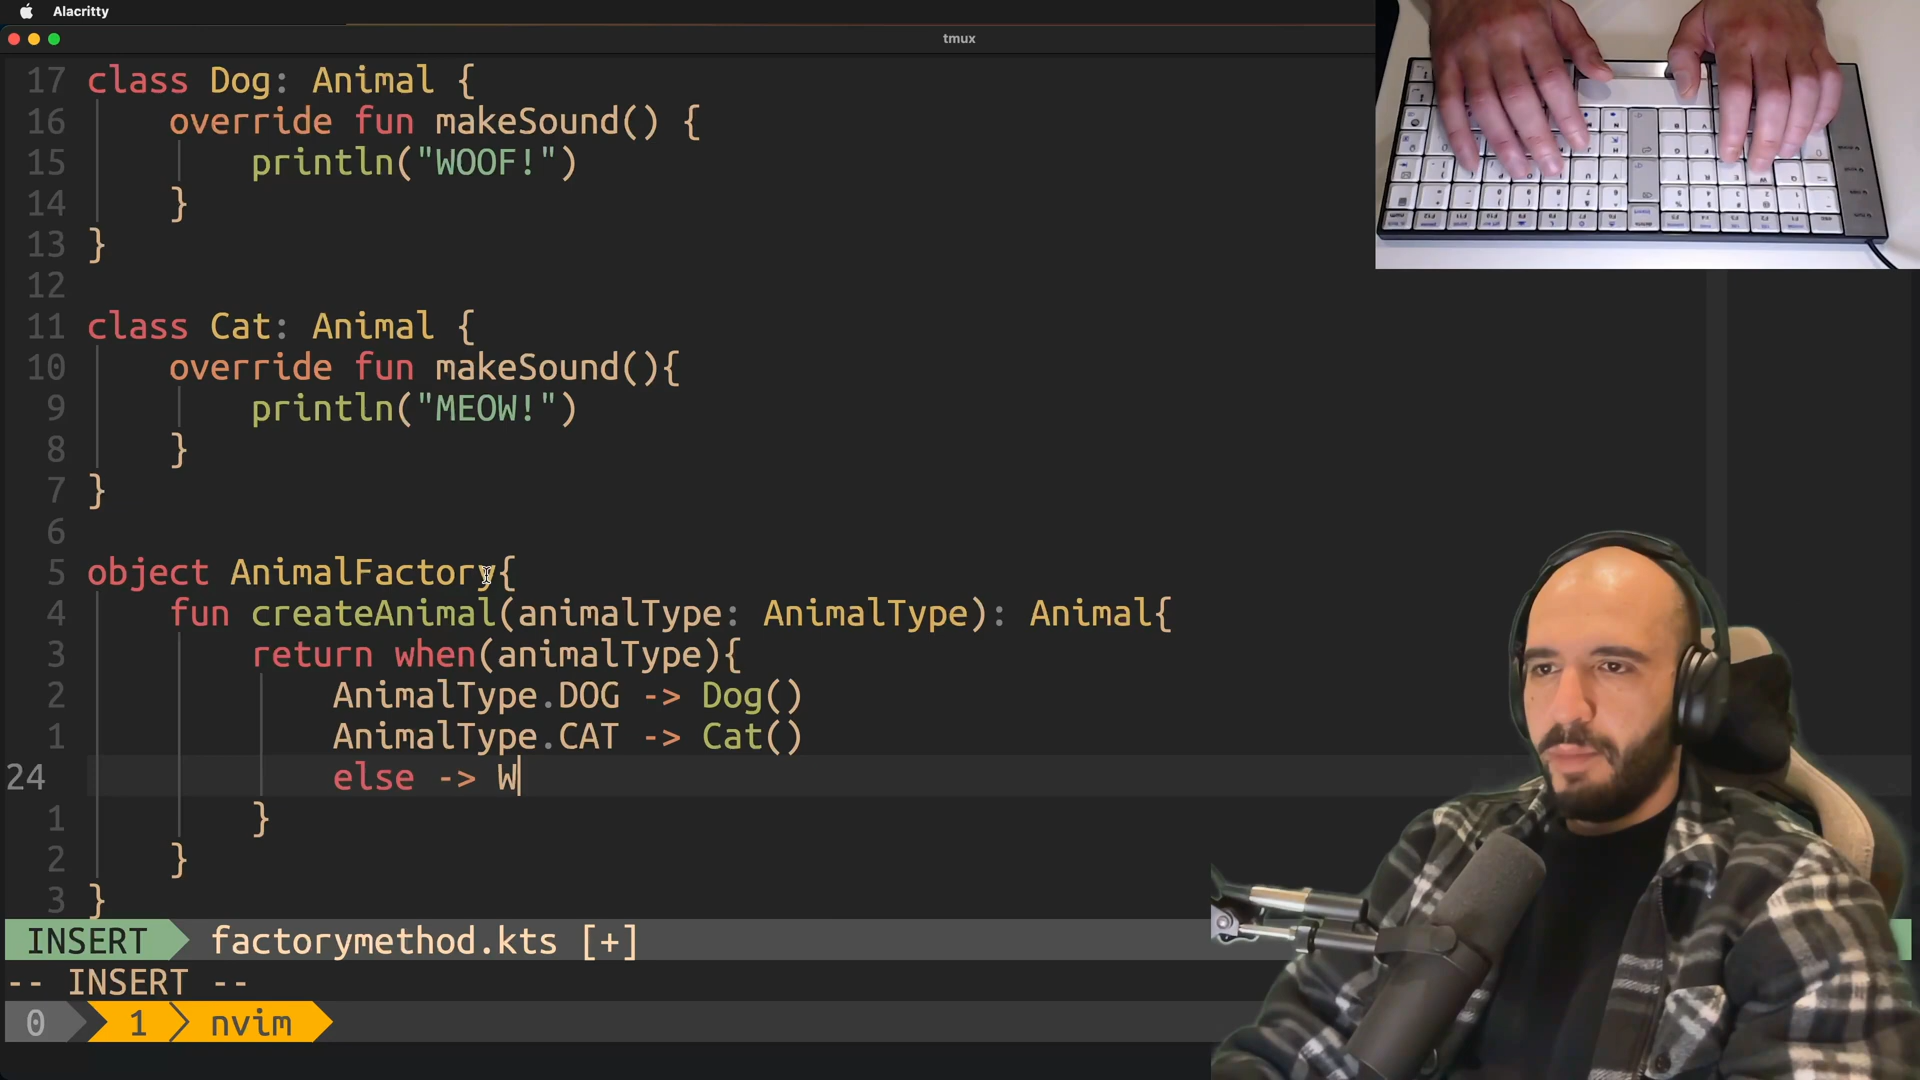 Alacritty
tmux
17 class Dog: Animal {
16 override fun makeSound() {
15 println("WOOF!")
14 }
13 }
12
11 class Cat: Animal {
10 override fun makeSound(){
9 println("MEOW!")
8 }
7 }
6
5 object AnimalFactory{
4 fun createAnimal(animalType: AnimalType): Animal{
3 return when(animalType){
2 AnimalType.DOG -> Dog()
1 AnimalType.CAT -> Cat()
24 else -> W
1 }
2 }
3 }
INSERT factorymethod.kts [+]
-- INSERT --
0 1 nvim